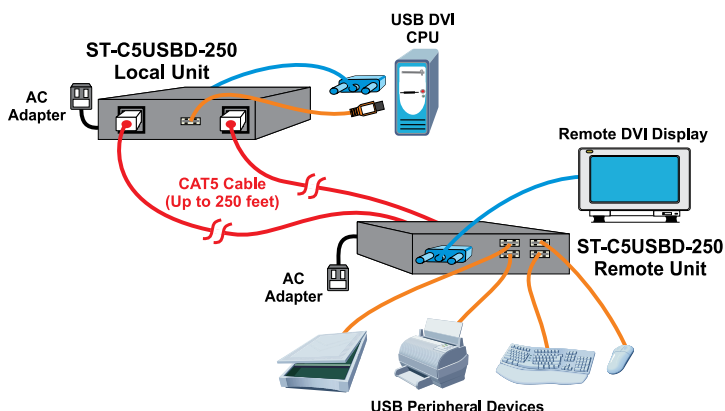 USB DVI
CPU
ST-C5USBD-250
Local Unit
AC
Adapter
Remote DVI Display
CAT5 Cable
(Up to 250 feet)
ST-C5USBD-250
Remote Unit
AC
Adapter
USB Peripheral Devices